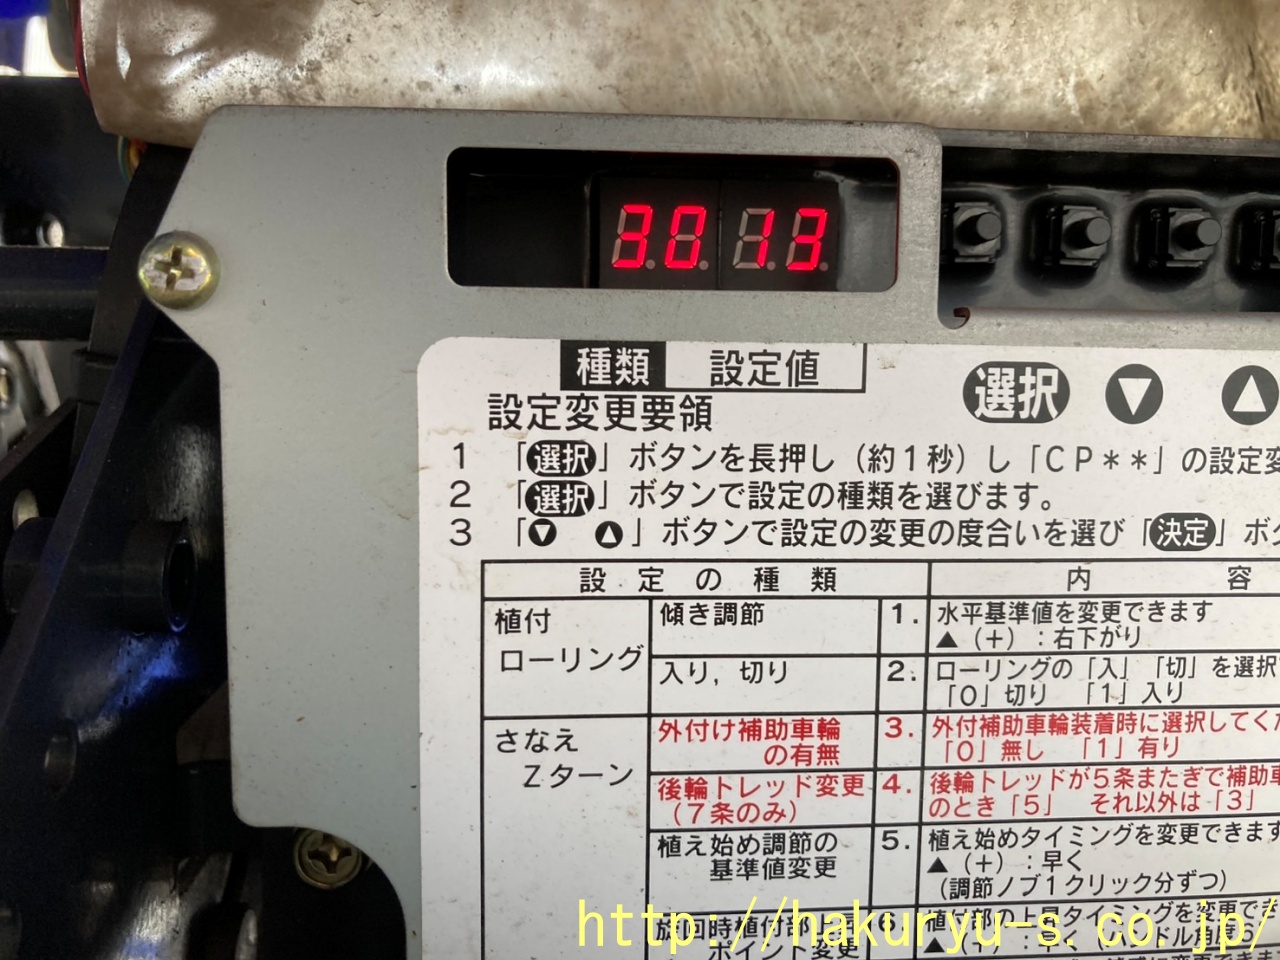 3013
種類 設定値
選択 ▼ ▲
設定変更要領
1 「選択」ボタンを長押し（約1秒）し「CP＊＊」の設定変
2 「選択」ボタンで設定の種類を選びます。
3 「▼ ▲」ボタンで設定の変更の度合いを選び「決定」ボ
設定の種類 内容
植付ローリング 傾き調節 1. 水平基準値を変更できます
▲（+）：右下がり
入り，切り 2. ローリングの「入」「切」を選択
「0」切り 「1」入り
さなえZターン 外付け補助車輪の有無 3. 外付補助車輪装着時に選択してくだ
「0」無し 「1」有り
後輪トレッド変更（7条のみ） 4. 後輪トレッドが5条またぎで補助車
のとき「5」 それ以外は「3」
植え始め調節の基準値変更 5. 植え始めタイミングを変更できます
▲（+）：早く
（調節ノブ1クリック分ずつ）
ポイント変更
http://hakuryu-s.co.jp/